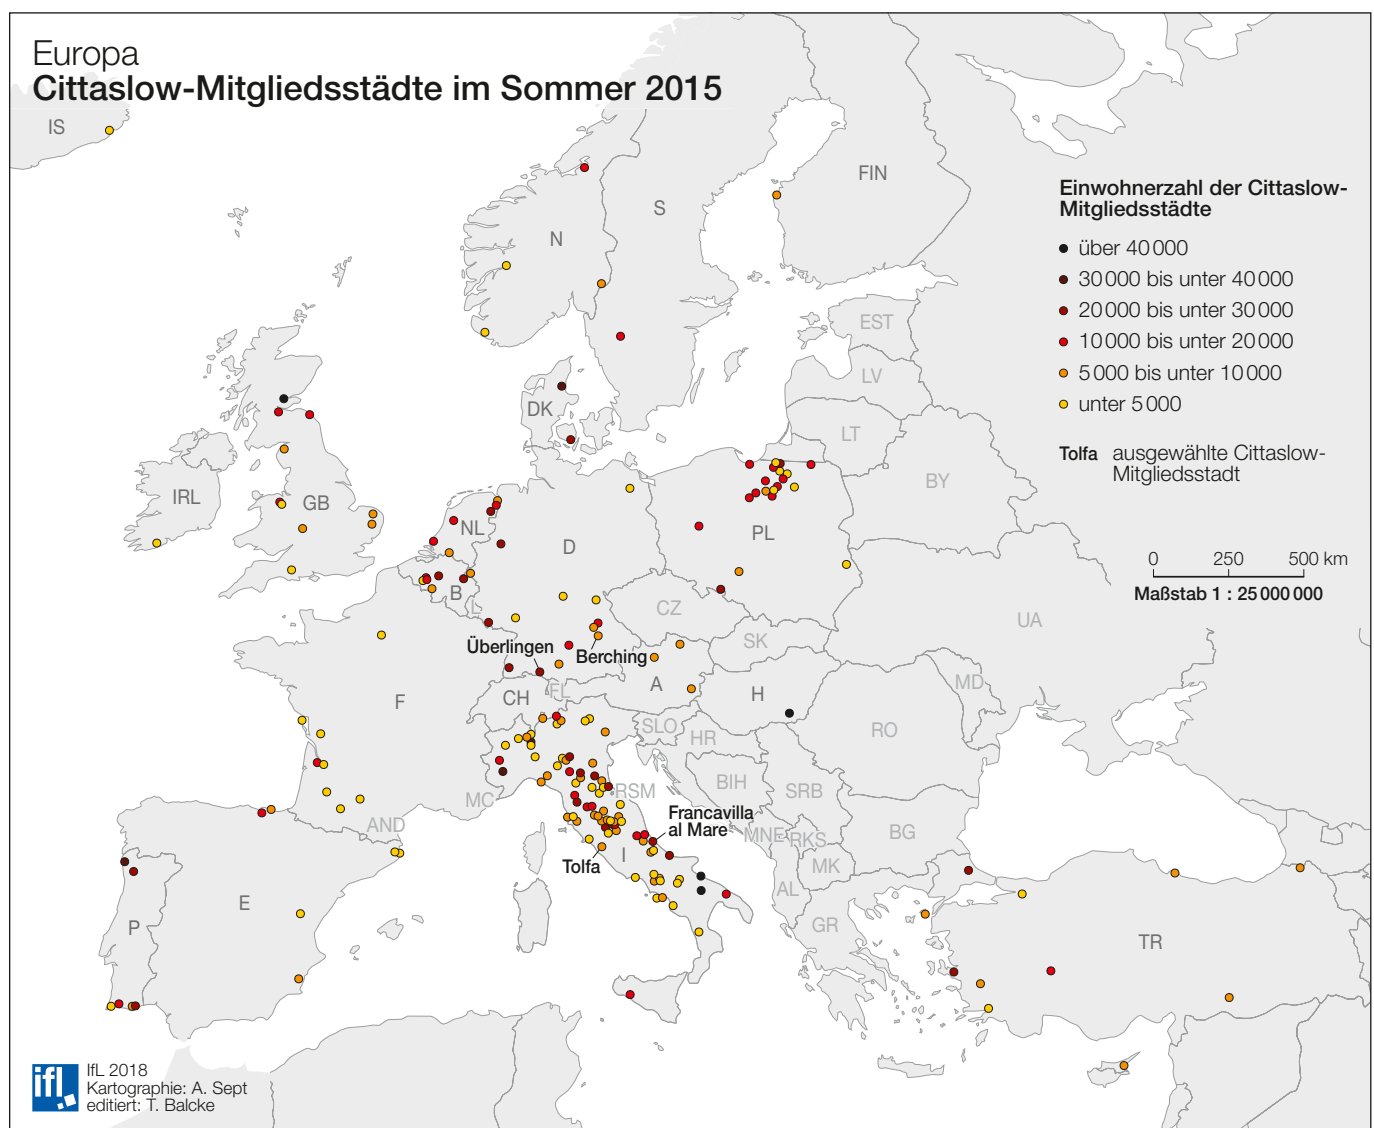 Europa
Cittaslow-Mitgliedsstädte im Sommer 2015
IS
FIN
S
N
Einwohnerzahl der Cittaslow-
Mitgliedsstädte
über 40 000
30 000 bis unter 40 000
20 000 bis unter 30 000
10 000 bis unter 20 000
5 000 bis unter 10 000
unter 5 000
Tolfa ausgewählte Cittaslow-
Mitgliedsstadt
EST
LV
DK
LT
BY
IRL
GB
NL
D
PL
0 250 500 km
Maßstab 1 : 25 000 000
B
L
CZ
UA
SK
Überlingen
Berching
A
CH
FL
H
MD
F
SLO
HR
RO
BIH
SRB
RSM
MC
Francavilla
al Mare
AND
MNE
RKS
BG
I
Tolfa
MK
AL
E
P
GR
TR
ifl
IfL 2018
Kartographie: A. Sept
editiert: T. Balcke